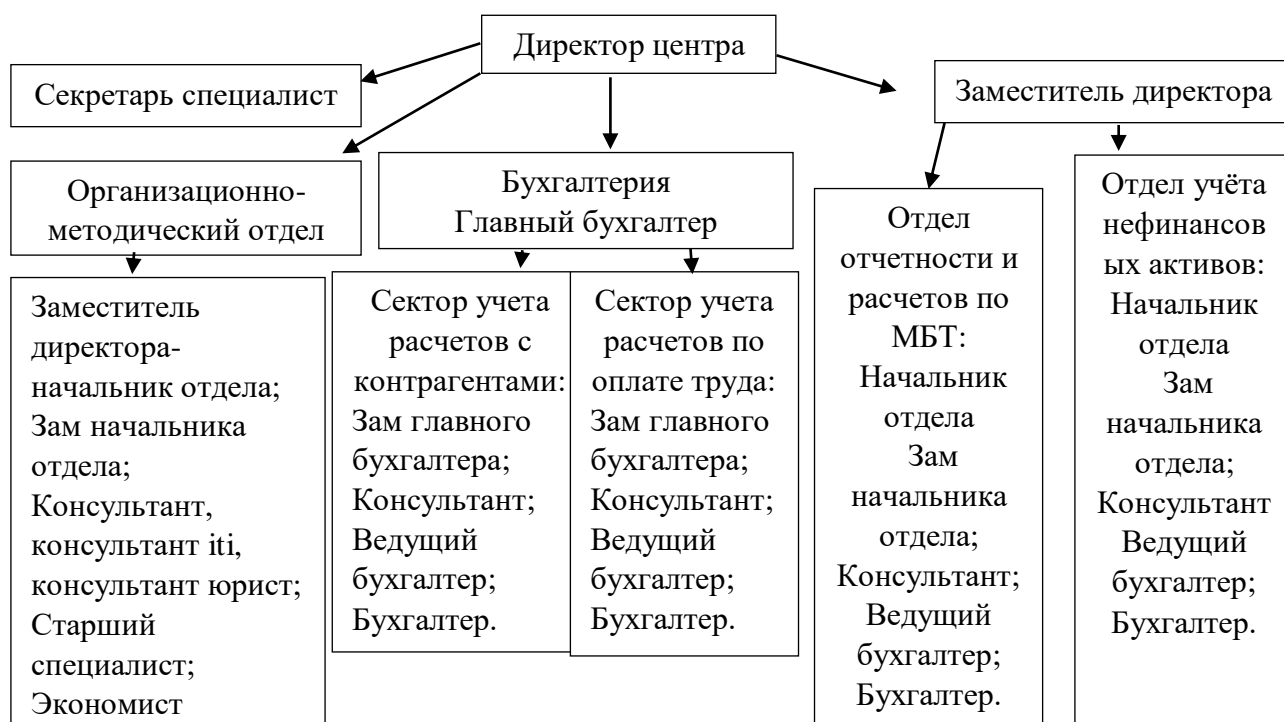 Директор центра
Секретарь специалист
Заместитель директора
Организационно-
методический отдел
Бухгалтерия
Главный бухгалтер
Заместитель
директора-
начальник отдела;
Зам начальника
отдела;
Консультант,
консультант iti,
консультант юрист;
Старший
специалист;
Экономист
Сектор учета
расчетов с
контрагентами:
Зам главного
бухгалтера;
Консультант;
Ведущий
бухгалтер;
Бухгалтер.
Сектор учета
расчетов по
оплате труда:
Зам главного
бухгалтера;
Консультант;
Ведущий
бухгалтер;
Бухгалтер.
Отдел
отчетности и
расчетов по
МБТ:
Начальник
отдела
Зам
начальника
отдела;
Консультант;
Ведущий
бухгалтер;
Бухгалтер.
Отдел учёта
нефинансов
ых активов:
Начальник
отдела
Зам
начальника
отдела;
Консультант
Ведущий
бухгалтер;
Бухгалтер.